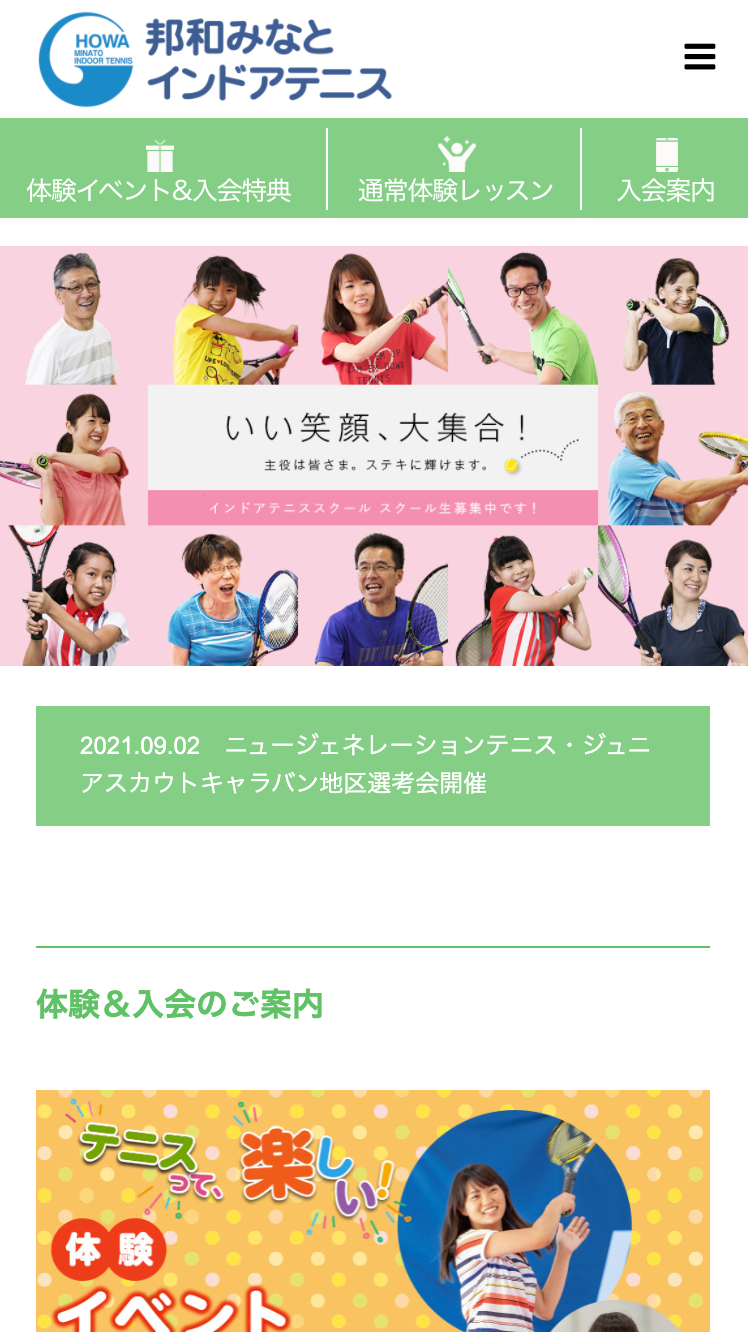 HOWA
MINATO
INDOOR TENNIS
邦和みなと
インドアテニス
体験イベント&入会特典
通常体験レッスン
入会案内
いい笑顔、大集合！
主役は皆さま。ステキに輝けます。
インドアテニススクール スクール生募集中です！
2021.09.02　ニュージェネレーションテニス・ジュニ
アスカウトキャラバン地区選考会開催
体験＆入会のご案内
テニス
って、
楽しい！
体験
イベント